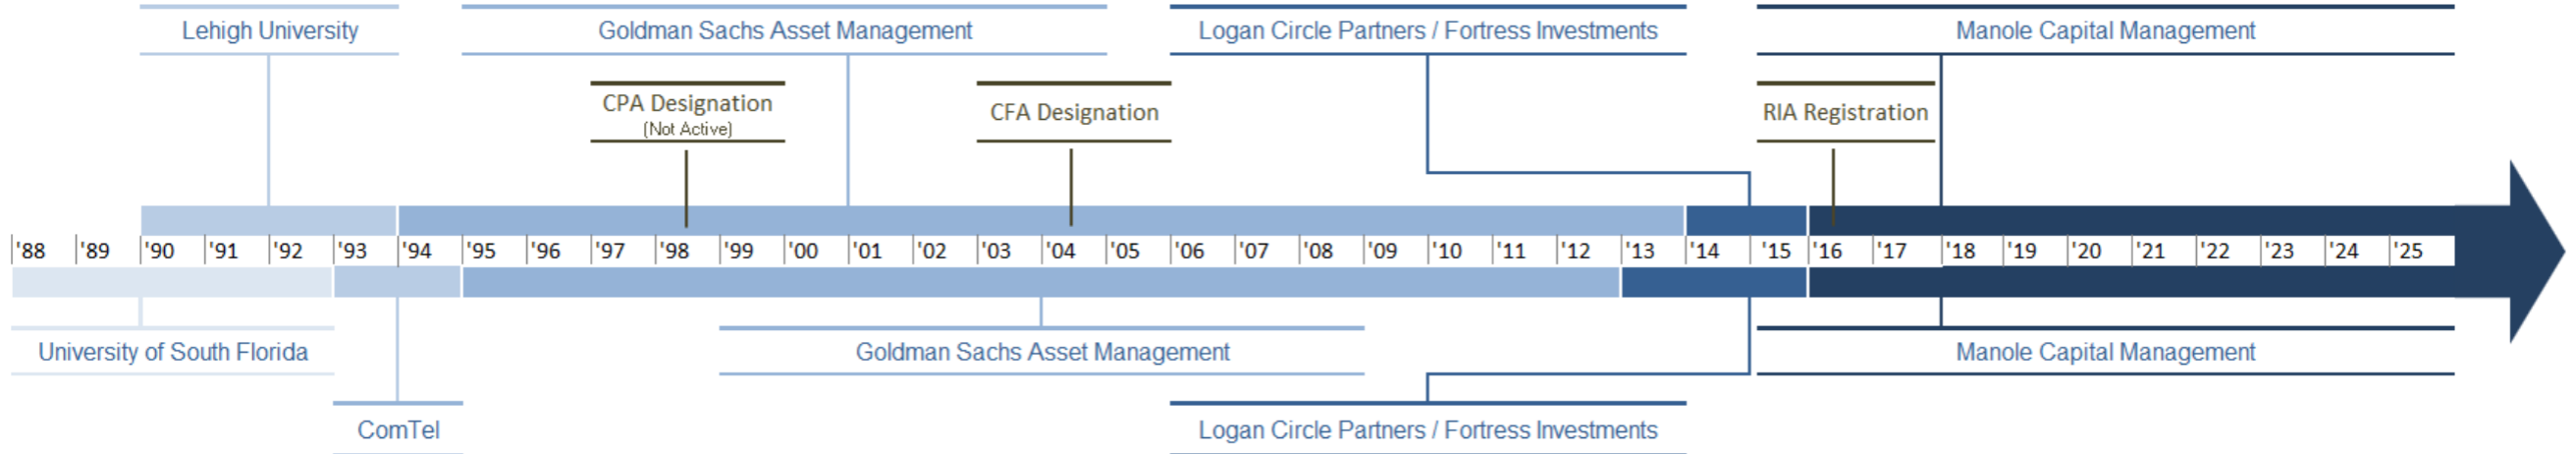 Lehigh University
Goldman Sachs Asset Management
Logan Circle Partners / Fortress Investments
Manole Capital Management
CPA Designation
(Not Active)
CFA Designation
RIA Registration
'88 '89 '90 '91 '92 '93 '94 '95 '96 '97 '98 '99 '00 '01 '02 '03 '04 '05 '06 '07 '08 '09 '10 '11 '12 '13 '14 '15 '16 '17 '18 '19 '20 '21 '22 '23 '24 '25
University of South Florida
Goldman Sachs Asset Management
Manole Capital Management
ComTel
Logan Circle Partners / Fortress Investments